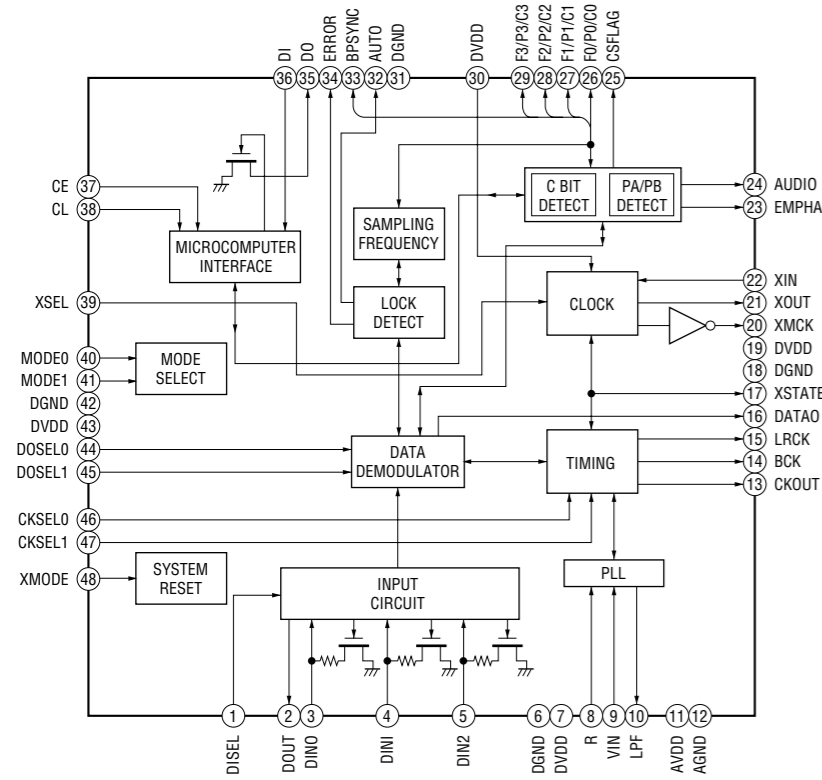 DI
DO
ERROR
BPSYNC
AUTO
DGND
DVDD
F3/P3/C3
F2/P2/C2
F1/P1/C1
F0/P0/C0
CSFLAG
36
35
34
33
32
31
30
29
28
27
26
25
CE 37
CL 38
XSEL 39
MODE0 40
MODE1 41
DGND 42
DVDD 43
DOSEL0 44
DOSEL1 45
CKSEL0 46
CKSEL1 47
XMODE 48
MICROCOMPUTER
INTERFACE
SAMPLING
FREQUENCY
LOCK
DETECT
C BIT
DETECT
PA/PB
DETECT
CLOCK
MODE
SELECT
DATA
DEMODULATOR
TIMING
SYSTEM
RESET
INPUT
CIRCUIT
PLL
24 AUDIO
23 EMPHA
22 XIN
21 XOUT
20 XMCK
19 DVDD
18 DGND
17 XSTATE
16 DATAO
15 LRCK
14 BCK
13 CKOUT
1
2
3
4
5
6
7
8
9
10
11
12
DISEL
DOUT
DINO
DINI
DIN2
DGND
DVDD
R
VIN
LPF
AVDD
AGND